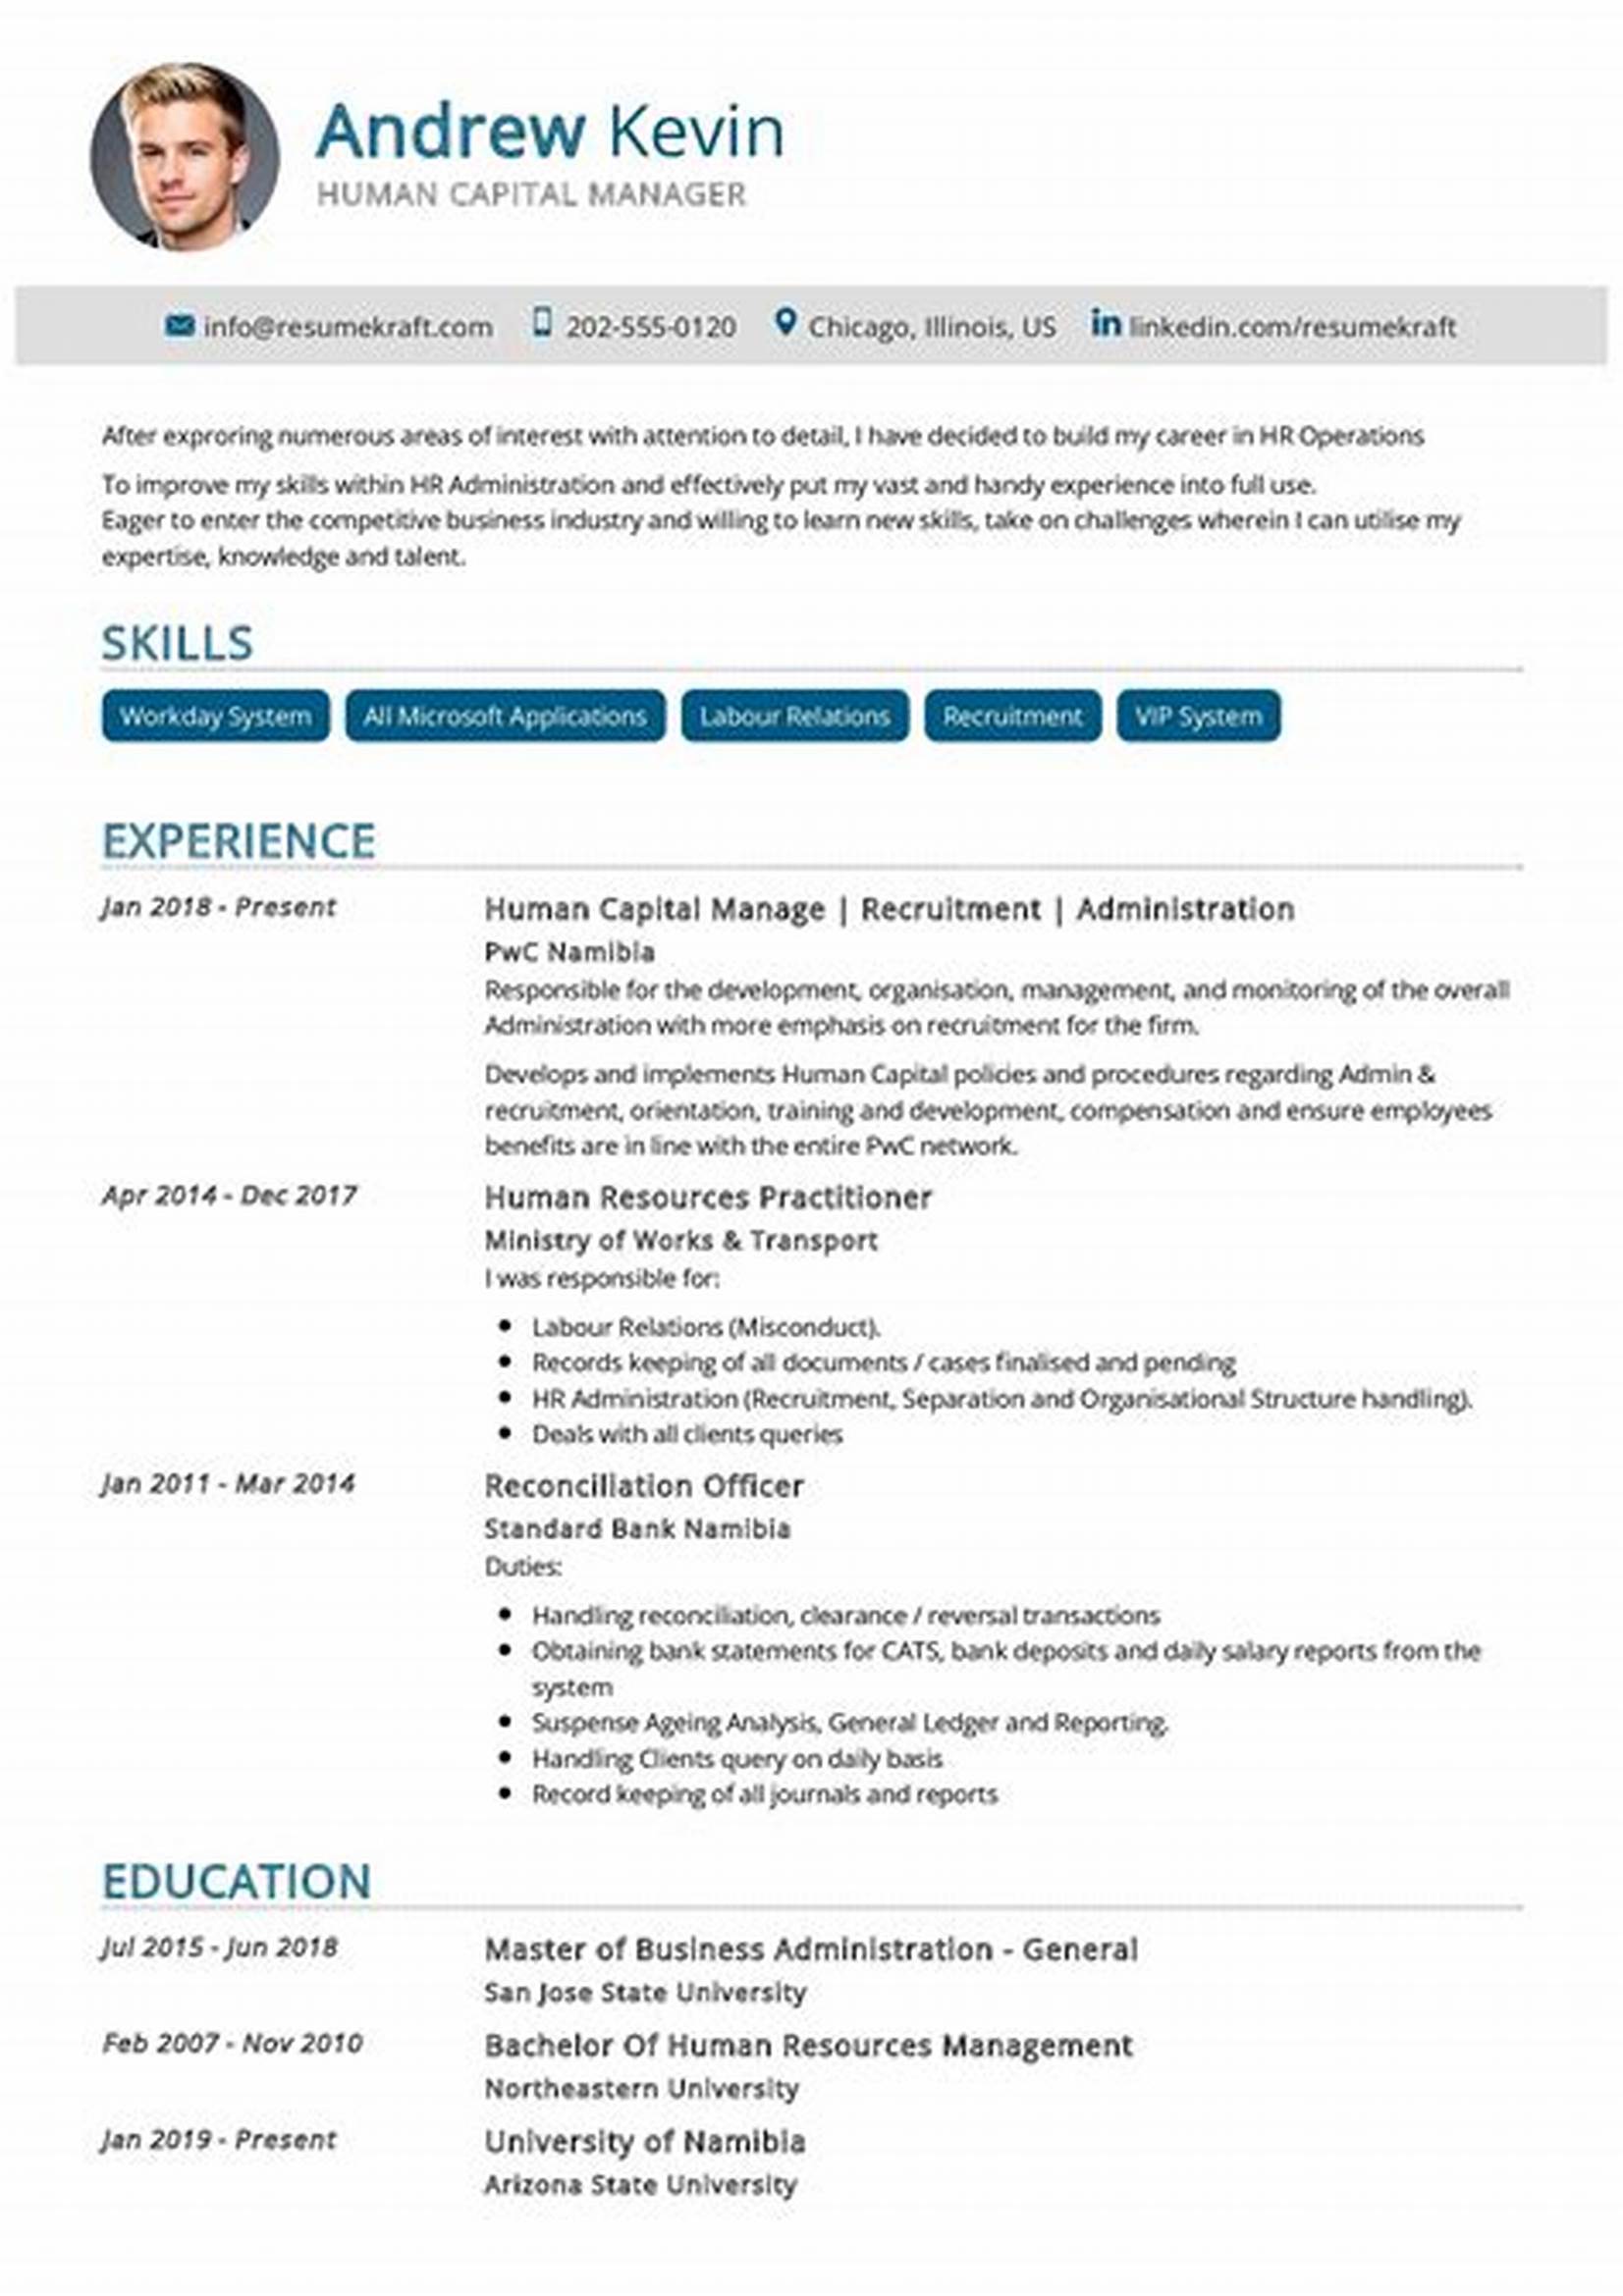 Andrew Kevin
HUMAN CAPITAL MANAGER
info@resumekraft.com 202-555-0120 Chicago, Illinois, US in linkedin.com/resumekraft
After exproring numerous areas of interest with attention to detail, I have decided to build my career in HR Operations
To improve my skills within HR Administration and effectively put my vast and handy experience into full use.
Eager to enter the competitive business industry and willing to learn new skills, take on challenges wherein I can utilise my
expertise, knowledge and talent.
SKILLS
Workday System All Microsoft Applications Labour Relations Recruitment VIP System
EXPERIENCE
Jan 2018 - Present Human Capital Manage | Recruitment | Administration
PwC Namibia
Responsible for the development, organisation, management, and monitoring of the overall
Administration with more emphasis on recruitment for the firm.
Develops and implements Human Capital policies and procedures regarding Admin &
recruitment, orientation, training and development, compensation and ensure employees
benefits are in line with the entire PwC network.
Apr 2014 - Dec 2017 Human Resources Practitioner
Ministry of Works & Transport
I was responsible for:
• Labour Relations (Misconduct).
• Records keeping of all documents / cases finalised and pending
• HR Administration (Recruitment, Separation and Organisational Structure handling).
• Deals with all clients queries
Jan 2011 - Mar 2014 Reconciliation Officer
Standard Bank Namibia
Duties:
• Handling reconciliation, clearance / reversal transactions
• Obtaining bank statements for CATS, bank deposits and daily salary reports from the
system
• Suspense Ageing Analysis, General Ledger and Reporting.
• Handling Clients query on daily basis
• Record keeping of all journals and reports
EDUCATION
Jul 2015 - Jun 2018 Master of Business Administration - General
San Jose State University
Feb 2007 - Nov 2010 Bachelor Of Human Resources Management
Northeastern University
Jan 2019 - Present University of Namibia
Arizona State University